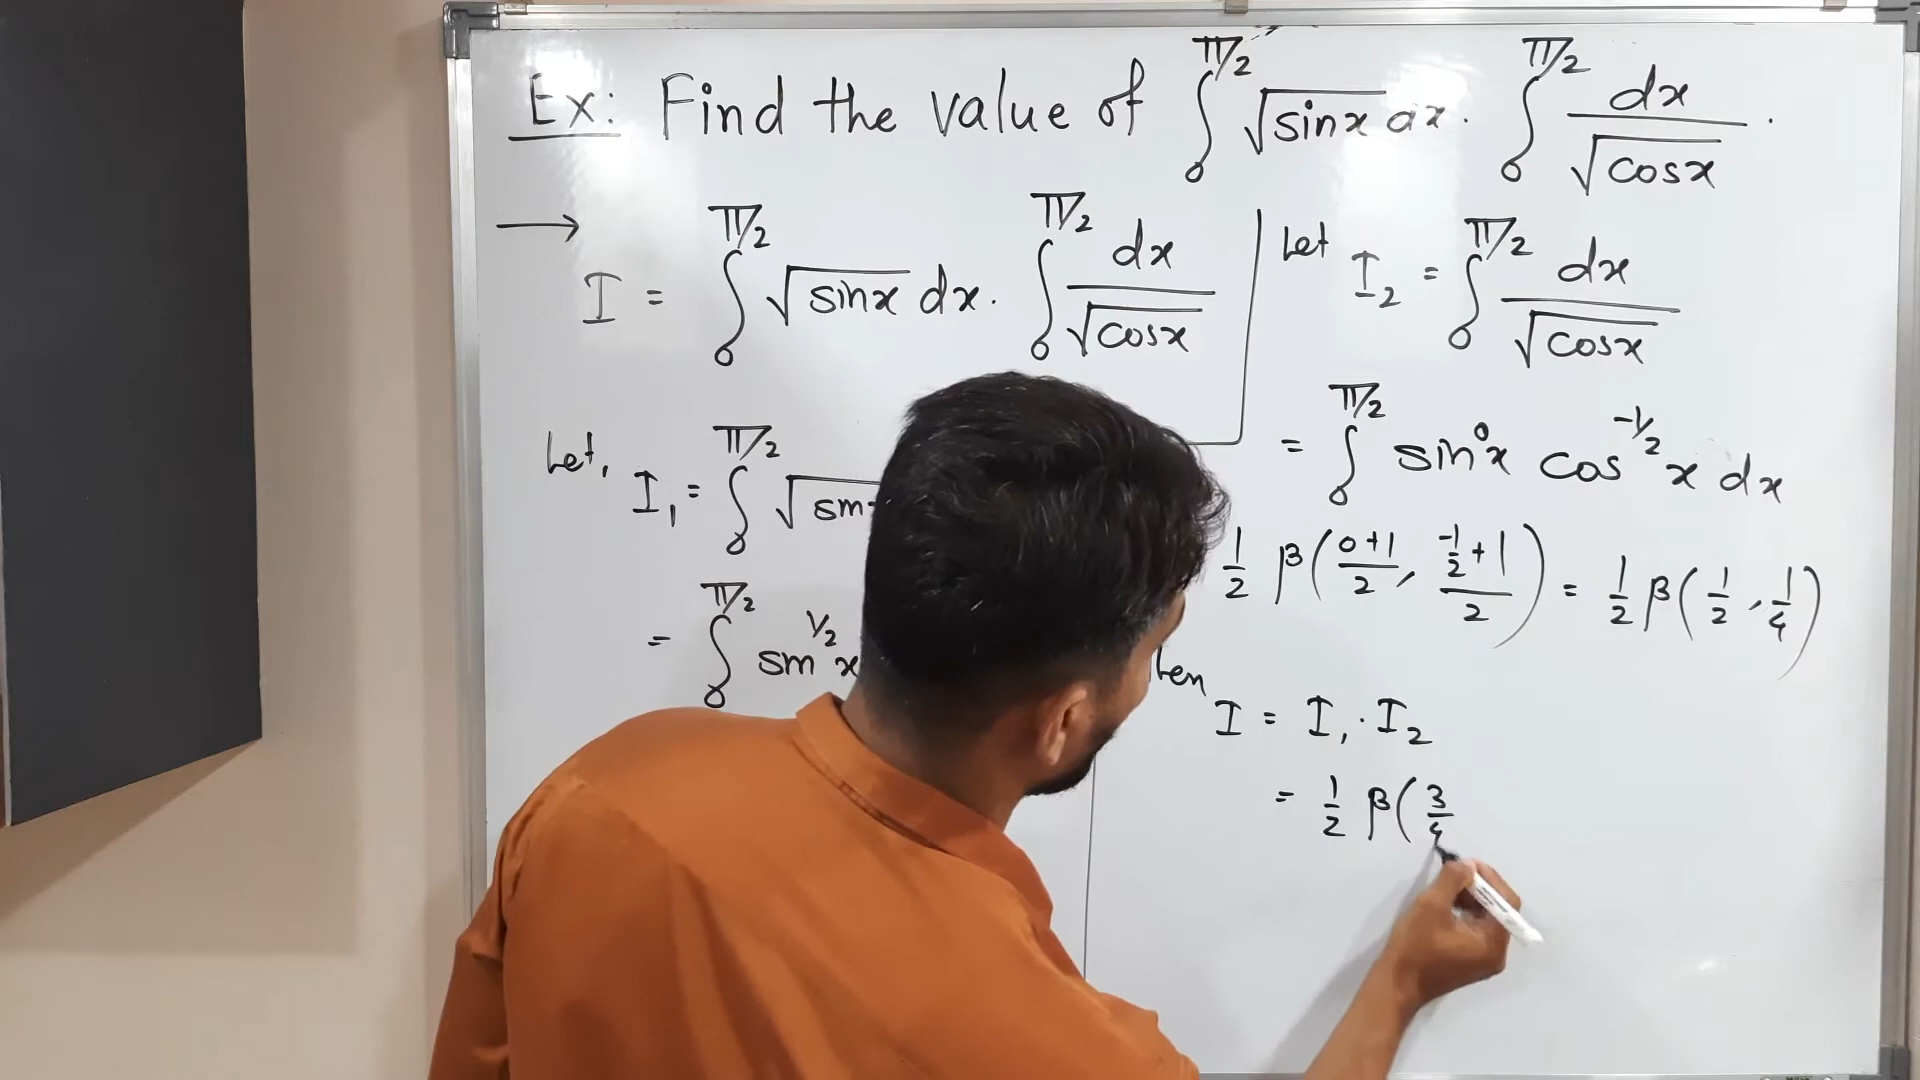 Ex: Find the value of ∫₀^{π/2} √sinx dx · ∫₀^{π/2} dx/√cosx .
→ I = ∫₀^{π/2} √sinx dx · ∫₀^{π/2} dx/√cosx
Let, I₁ = ∫₀^{π/2} √sin
= ∫₀^{π/2} sin^{1/2} x
Let I₂ = ∫₀^{π/2} dx/√cosx
= ∫₀^{π/2} sin⁰x cos^{-1/2} x dx
1/2 β((0+1)/2, (-1/2+1)/2) = 1/2 β(1/2, 1/4)
I = I₁ · I₂
= 1/2 β(3/4